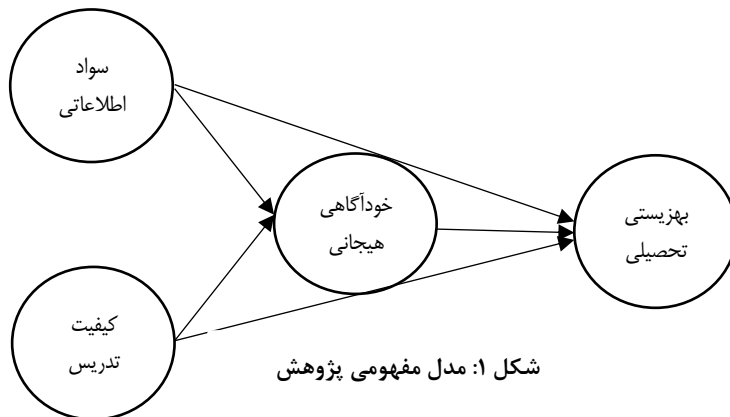 سواد
اطلاعاتی
خودآگاهی
هیجانی
بهزیستی
تحصیلی
کیفیت
تدریس
شکل ۱: مدل مفهومی پژوهش